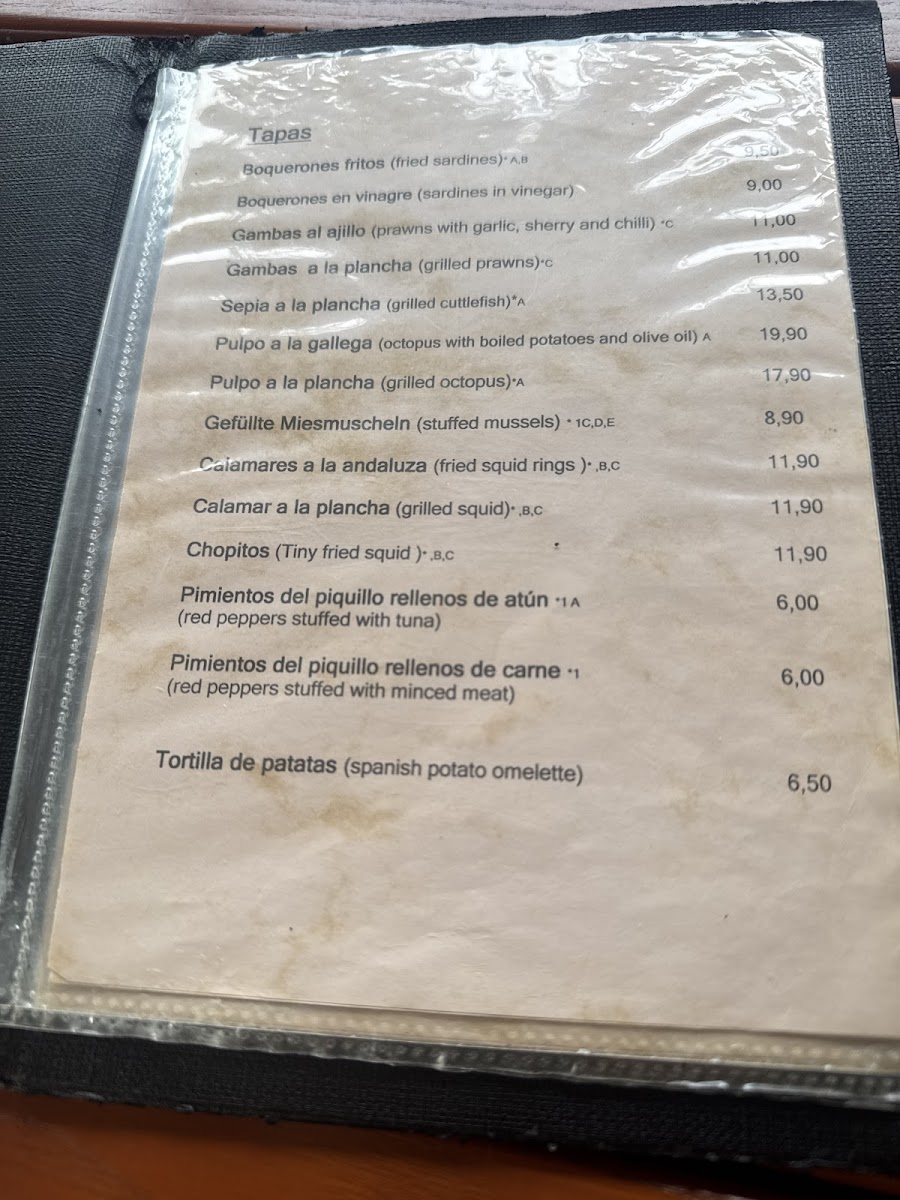 Tapas
Boquerones fritos (fried sardines)* A,B 9,50
Boquerones en vinagre (sardines in vinegar) 9,00
Gambas al ajillo (prawns with garlic, sherry and chilli) *C 11,00
Gambas a la plancha (grilled prawns)*C 11,00
Sepia a la plancha (grilled cuttlefish)*A 13,50
Pulpo a la gallega (octopus with boiled potatoes and olive oil) A 19,90
Pulpo a la plancha (grilled octopus)*A 17,90
Gefüllte Miesmuscheln (stuffed mussels) * 1C,D,E 8,90
Calamares a la andaluza (fried squid rings )* ,B,C 11,90
Calamar a la plancha (grilled squid)* ,B,C 11,90
Chopitos (Tiny fried squid )* ,B,C 11,90
Pimientos del piquillo rellenos de atún *1 A 6,00
(red peppers stuffed with tuna)
Pimientos del piquillo rellenos de carne *1 6,00
(red peppers stuffed with minced meat)
Tortilla de patatas (spanish potato omelette) 6,50